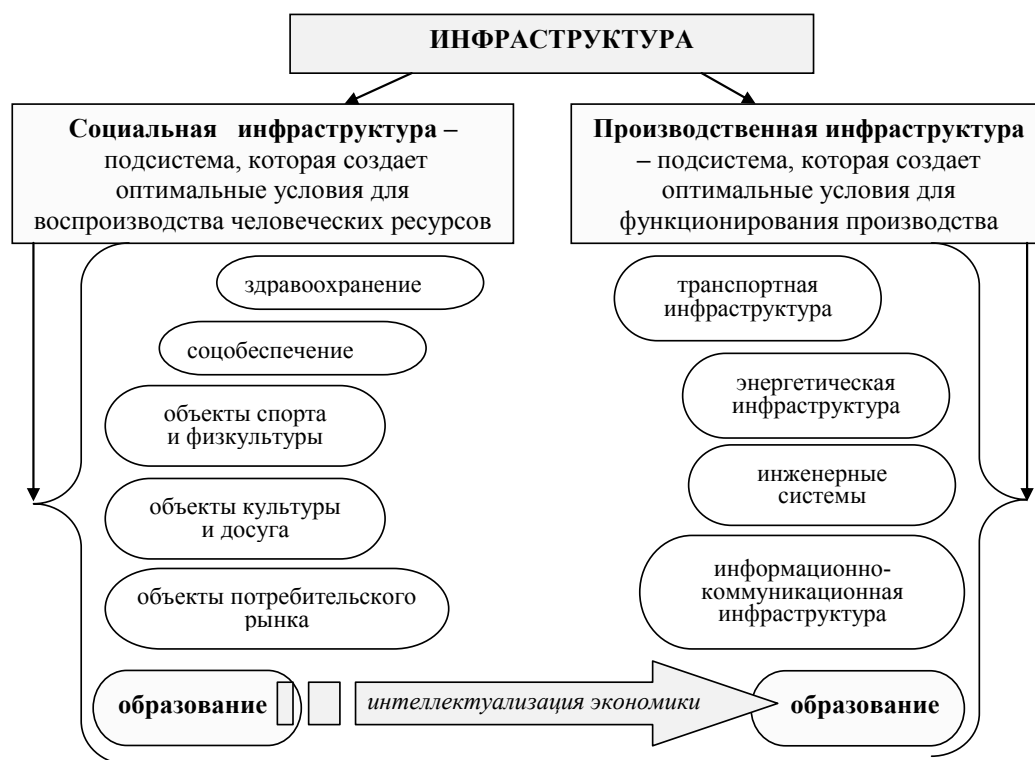 ИНФРАСТРУКТУРА
Социальная инфраструктура –
подсистема, которая создает
оптимальные условия для
воспроизводства человеческих ресурсов
Производственная инфраструктура
– подсистема, которая создает
оптимальные условия для
функционирования производства
здравоохранение
соцобеспечение
объекты спорта
и физкультуры
объекты культуры
и досуга
объекты потребительского
рынка
образование
транспортная
инфраструктура
энергетическая
инфраструктура
инженерные
системы
информационно-
коммуникационная
инфраструктура
интеллектуализация экономики
образование